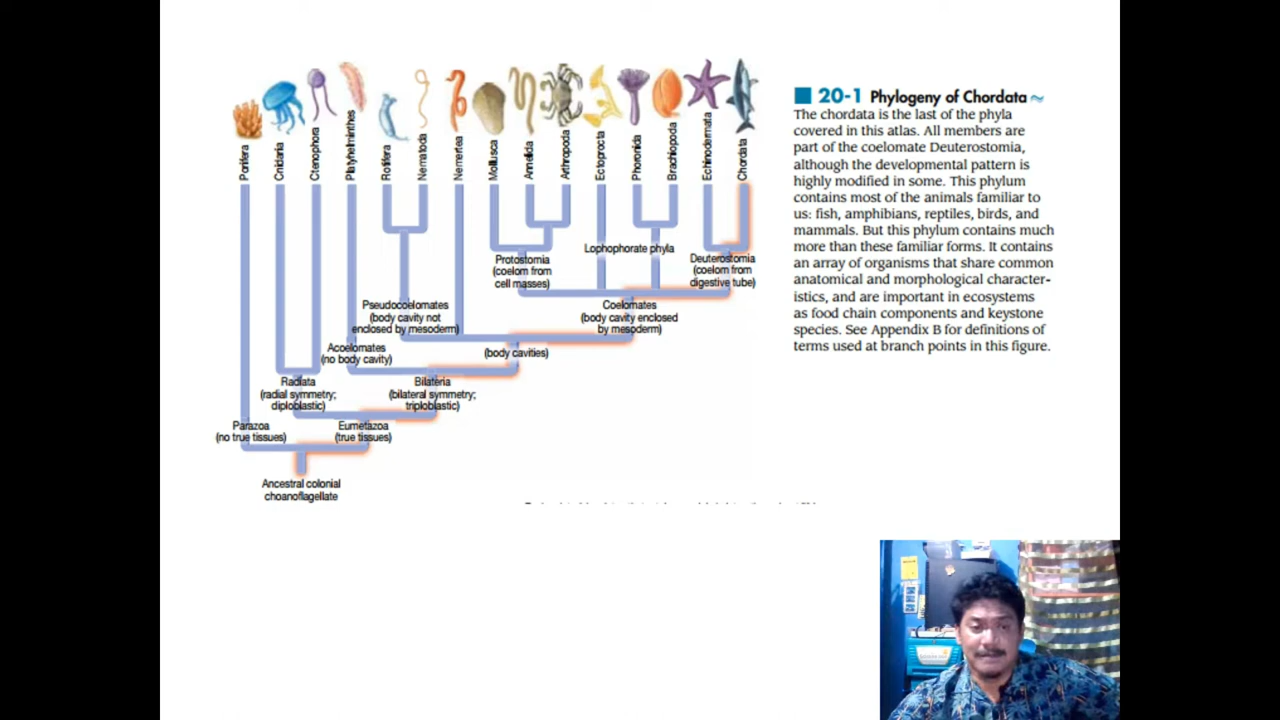 Porifera
Cnidaria
Ctenophora
Platyhelminthes
Rotifera
Nematoda
Nemertea
Mollusca
Annelida
Arthropoda
Ectoprocta
Phoronida
Brachiopoda
Echinodermata
Chordata
Lophophorate phyla
Protostomia
(coelom from
cell masses)
Deuterostomia
(coelom from
digestive tube)
Pseudocoelomates
(body cavity not
enclosed by mesoderm)
Coelomates
(body cavity enclosed
by mesoderm)
Acoelomates
(no body cavity)
(body cavities)
Radiata
(radial symmetry;
diploblastic)
Bilateria
(bilateral symmetry;
triploblastic)
Parazoa
(no true tissues)
Eumetazoa
(true tissues)
Ancestral colonial
choanoflagellate
20-1 Phylogeny of Chordata
The chordata is the last of the phyla
covered in this atlas. All members are
part of the coelomate Deuterostomia,
although the developmental pattern is
highly modified in some. This phylum
contains most of the animals familiar to
us: fish, amphibians, reptiles, birds, and
mammals. But this phylum contains much
more than these familiar forms. It contains
an array of organisms that share common
anatomical and morphological character-
istics, and are important in ecosystems
as food chain components and keystone
species. See Appendix B for definitions of
terms used at branch points in this figure.